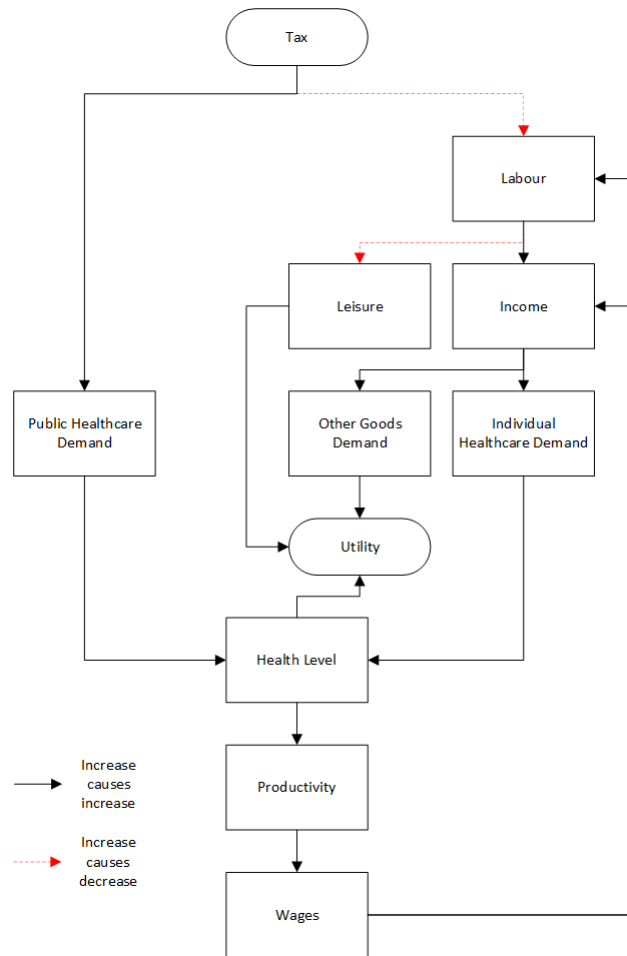 Tax
Labour
Leisure
Income
Public Healthcare
Demand
Other Goods
Demand
Individual
Healthcare Demand
Utility
Health Level
Increase
causes
increase
Productivity
Increase
causes
decrease
Wages